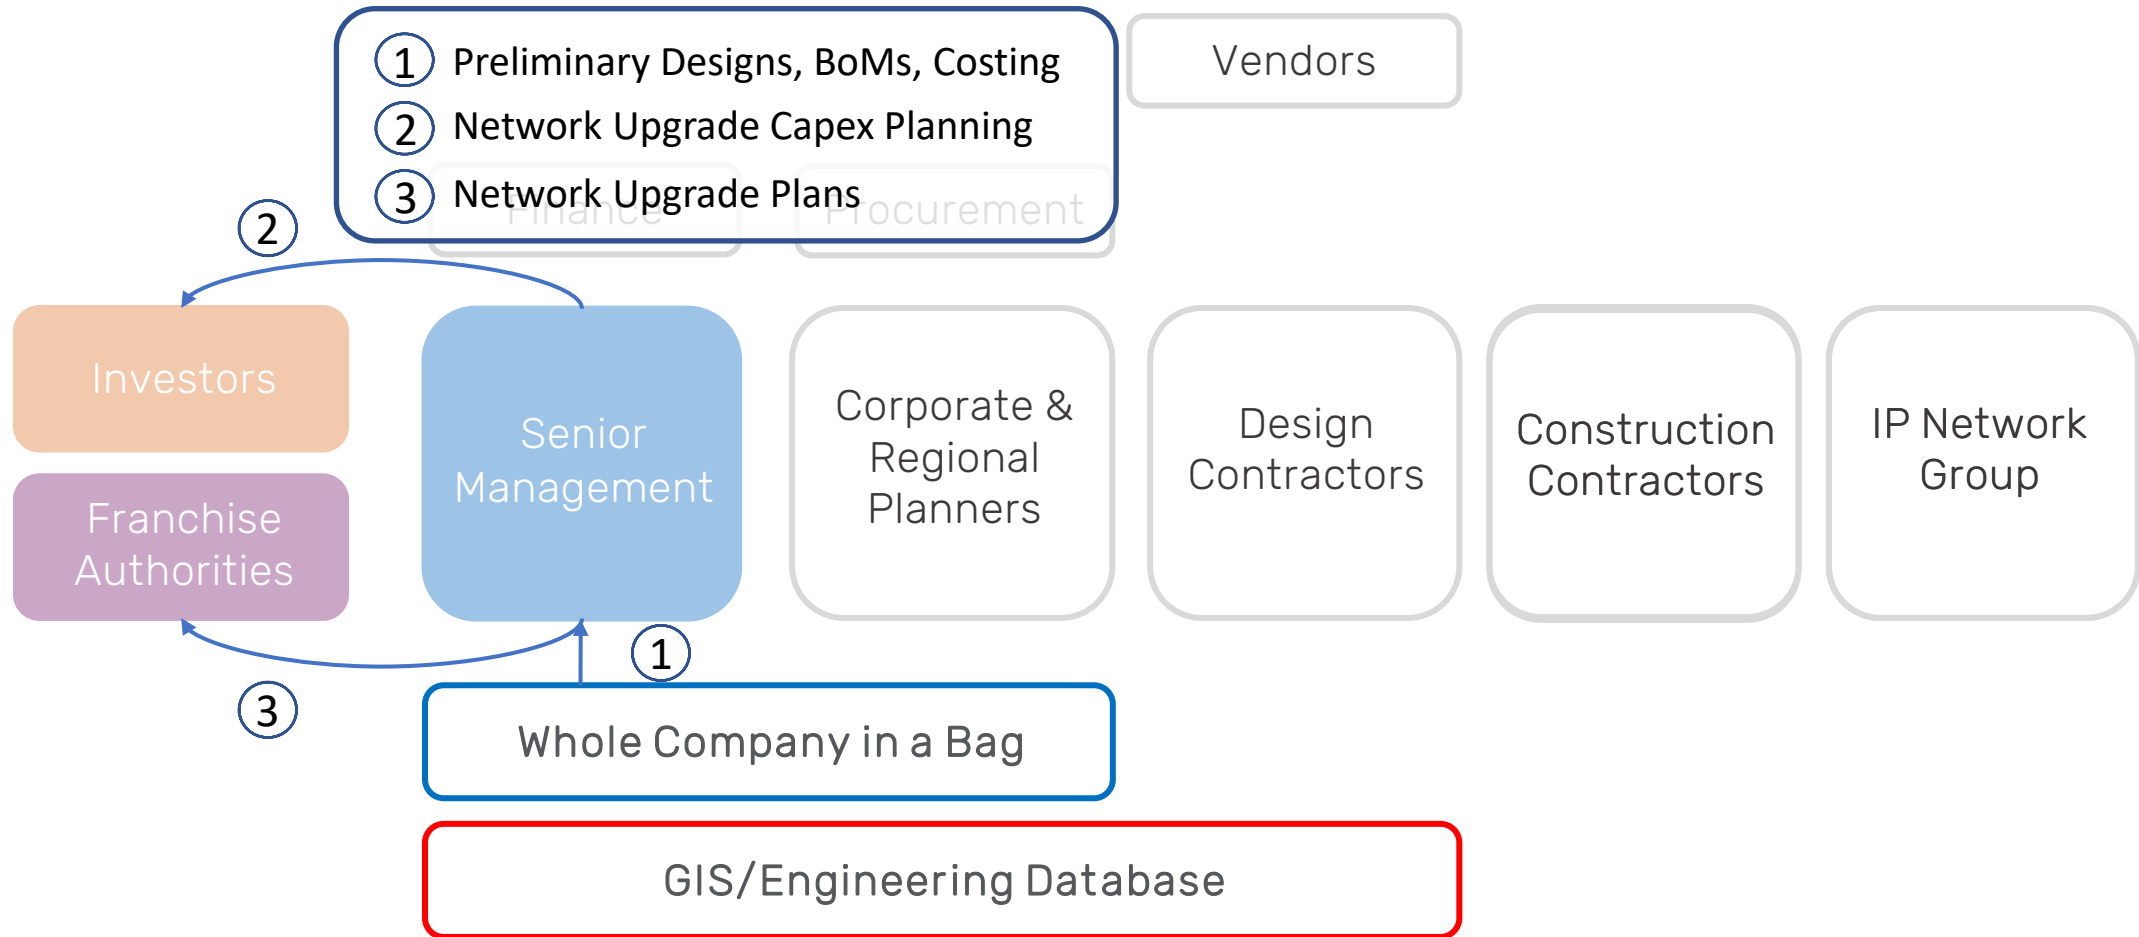 1 Preliminary Designs, BoMs, Costing
Vendors
2 Network Upgrade Capex Planning
3 Network Upgrade Plans
Finance
Procurement
2
Investors
Franchise
Authorities
Senior
Management
Corporate &
Regional
Planners
Design
Contractors
Construction
Contractors
IP Network
Group
1
3
Whole Company in a Bag
GIS/Engineering Database